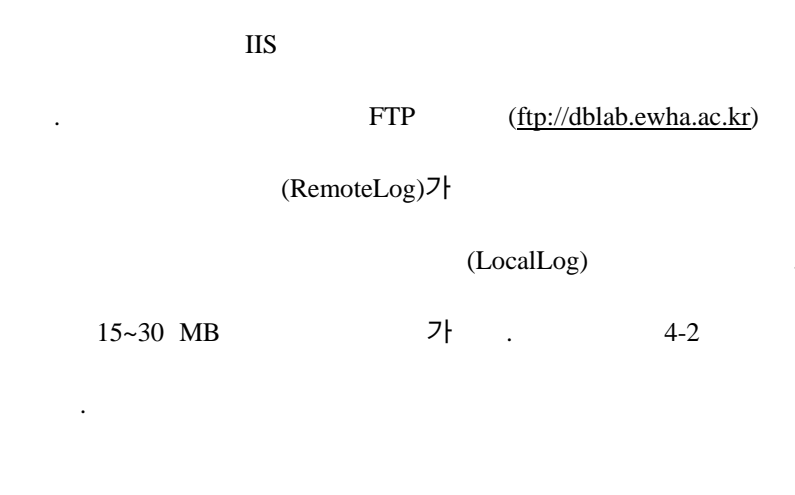 IIS
. FTP (ftp://dblab.ewha.ac.kr)
(RemoteLog)가
(LocalLog)
15~30 MB 가 . 4-2
.